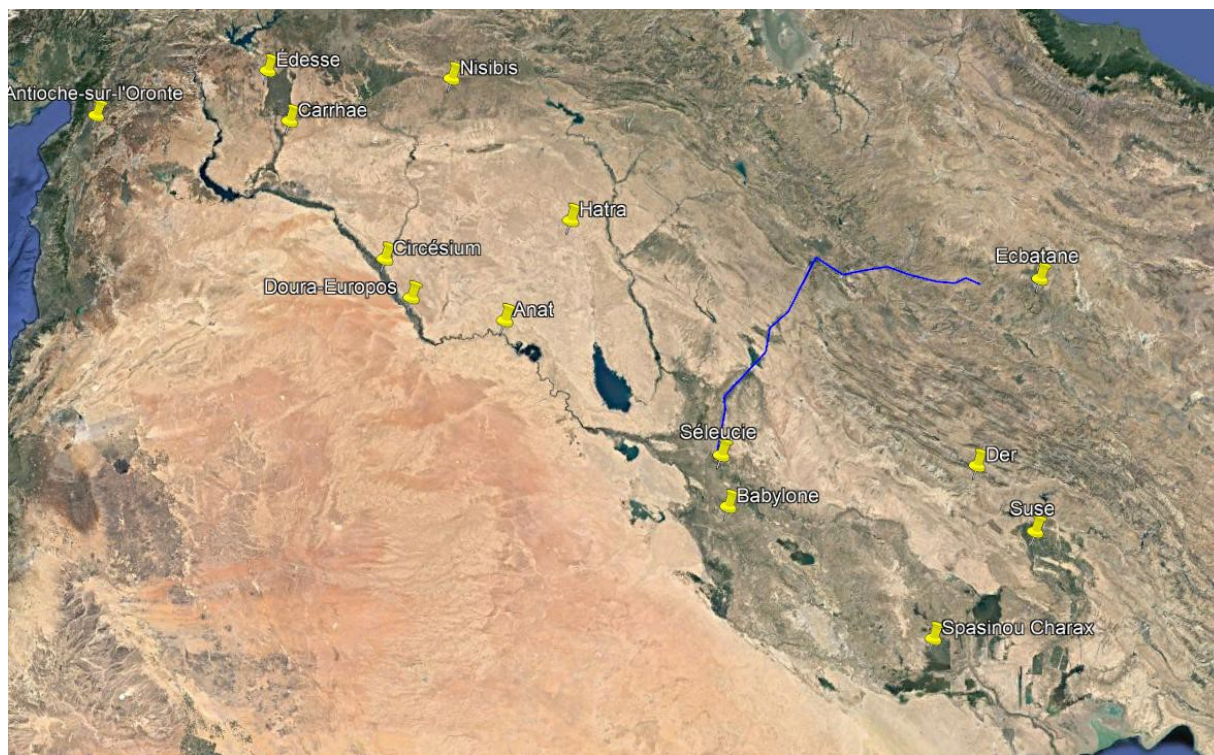 Édesse
Nisibis
Antioche-sur-l'Oronte
Carrhae
Hatra
Circésium
Ecbatane
Doura-Europos
Anat
Séleucie
Der
Babylone
Suse
Spasinou Charax